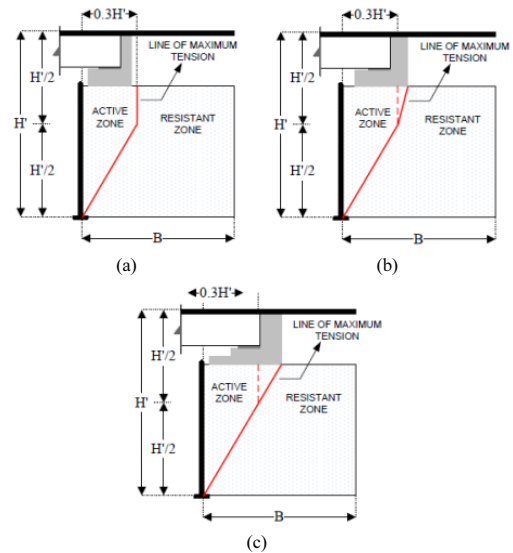 0.3H'
H'/2
H'
H'/2
LINE OF MAXIMUM
TENSION
ACTIVE
ZONE
RESISTANT
ZONE
B
(a)
0.3H'
H'/2
H'
H'/2
LINE OF MAXIMUM
TENSION
ACTIVE
ZONE
RESISTANT
ZONE
B
(b)
0.3H'
H'/2
H'
H'/2
LINE OF MAXIMUM
TENSION
ACTIVE
ZONE
RESISTANT
ZONE
B
(c)